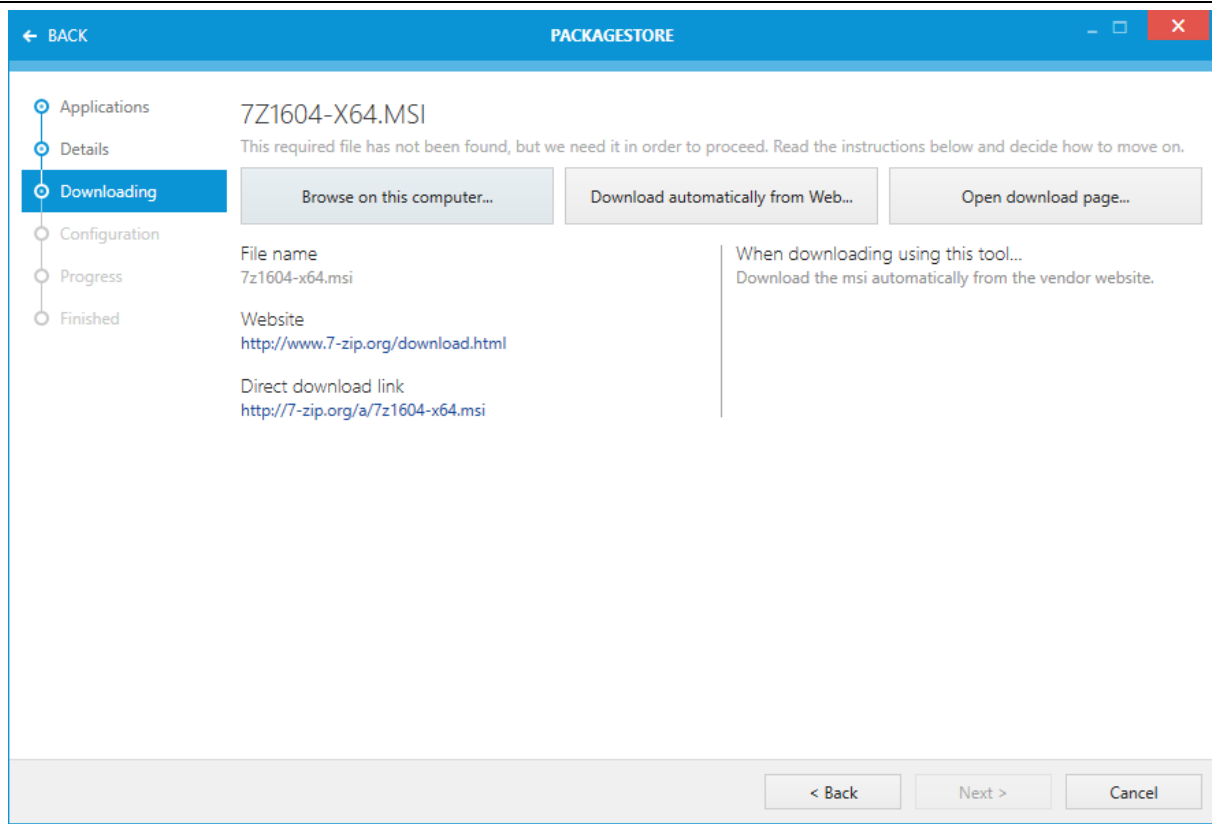 BACK
PACKAGESTORE
Applications
Details
Downloading
Configuration
Progress
Finished
7Z1604-X64.MSI
This required file has not been found, but we need it in order to proceed. Read the instructions below and decide how to move on.
Browse on this computer...
Download automatically from Web...
Open download page...
File name
7z1604-x64.msi
Website
http://www.7-zip.org/download.html
Direct download link
http://7-zip.org/a/7z1604-x64.msi
When downloading using this tool...
Download the msi automatically from the vendor website.
< Back
Next >
Cancel